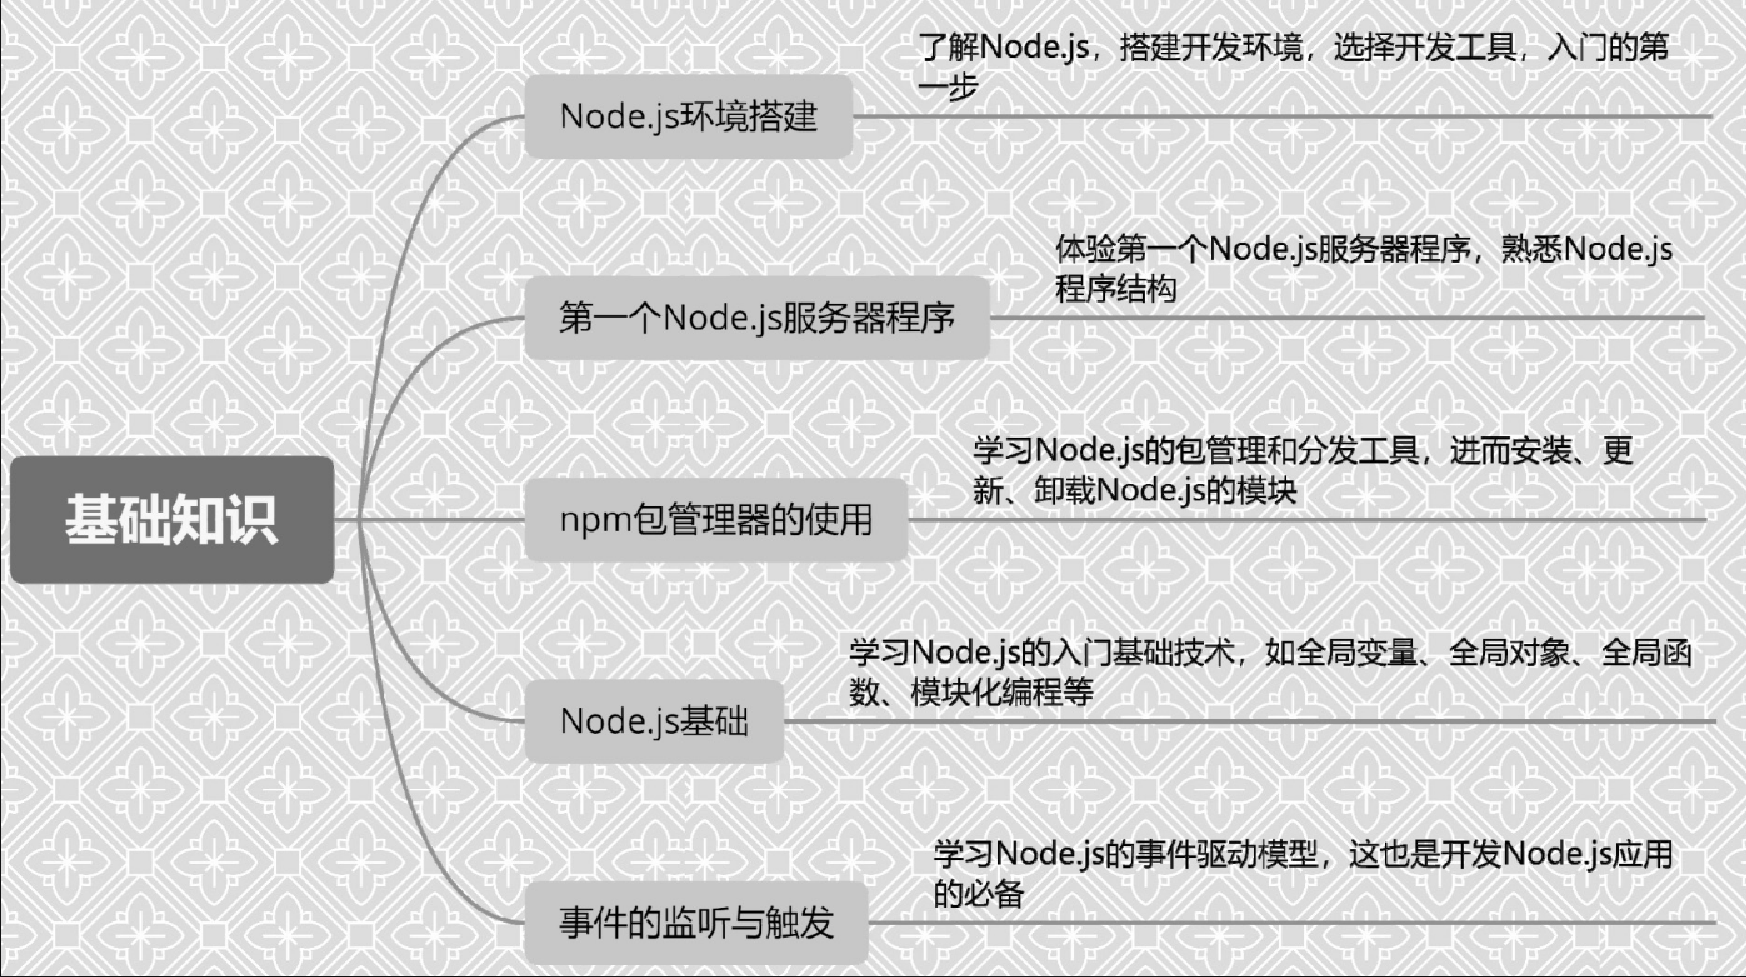 了解Node.js，搭建开发环境，选择开发工具，入门的第
一步
Node.js环境搭建
体验第一个Node.js服务器程序，熟悉Node.js
程序结构
第一个Node.js服务器程序
学习Node.js的包管理和分发工具，进而安装、更
新、卸载Node.js的模块
基础知识
npm包管理器的使用
学习Node.js的入门基础技术，如全局变量、全局对象、全局函
数、模块化编程等
Node.js基础
学习Node.js的事件驱动模型，这也是开发Node.js应用
的必备
事件的监听与触发